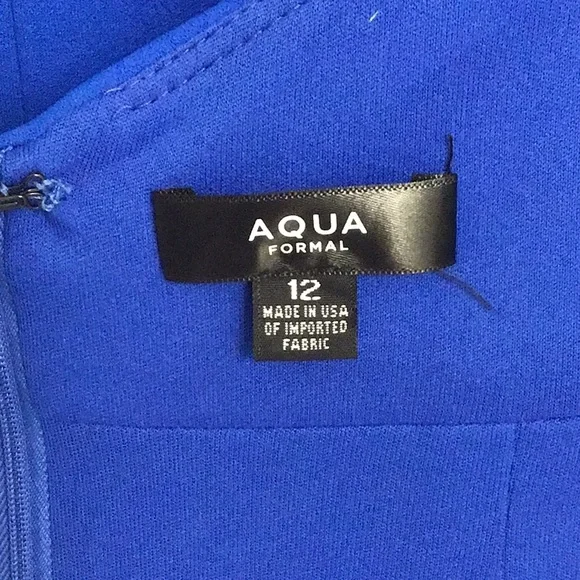 AQUA
FORMAL
12
MADE IN USA
OF IMPORTED
FABRIC